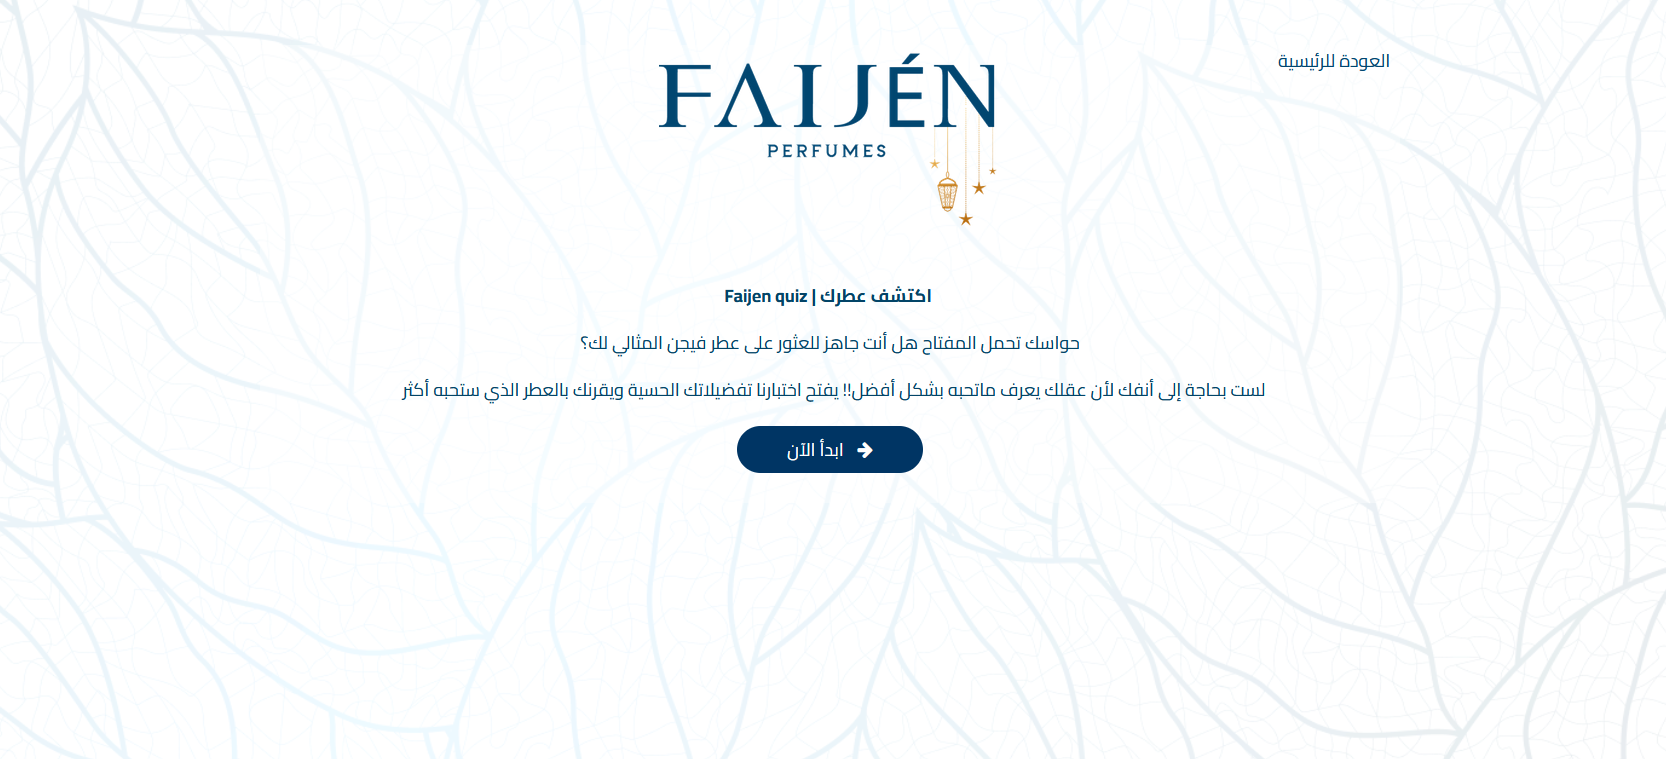 العودة للرئيسية
FAIJÉN
PERFUMES
اكتشف عطرك | Faijen quiz
حواسك تحمل المفتاح هل أنت جاهز للعثور على عطر فيجن المثالي لك؟
لست بحاجة إلى أنفك لأن عقلك يعرف ماتحبه بشكل أفضل!! يفتح اختبارنا تفضيلاتك الحسية ويقرنك بالعطر الذي ستحبه أكثر
ابدأ الآن